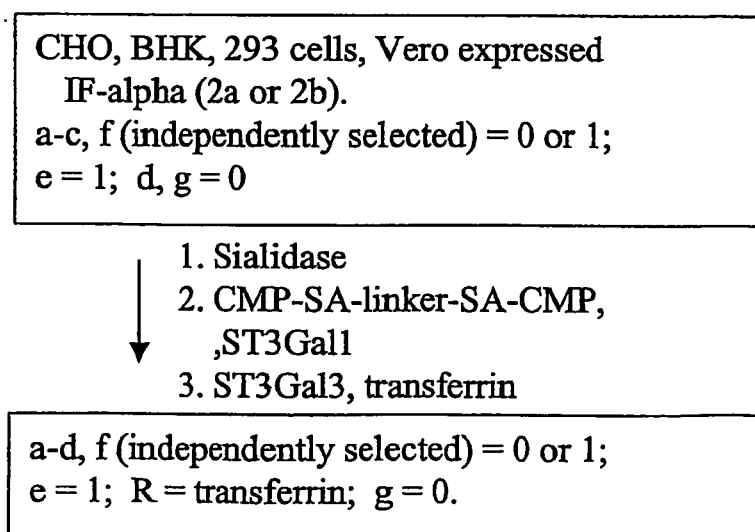 CHO, BHK, 293 cells, Vero expressed
IF-alpha (2a or 2b).
a-c, f (independently selected) = 0 or 1;
e = 1; d, g = 0
1. Sialidase
2. CMP-SA-linker-SA-CMP,
,ST3Gal1
3. ST3Gal3, transferrin
a-d, f (independently selected) = 0 or 1;
e = 1; R = transferrin; g = 0.